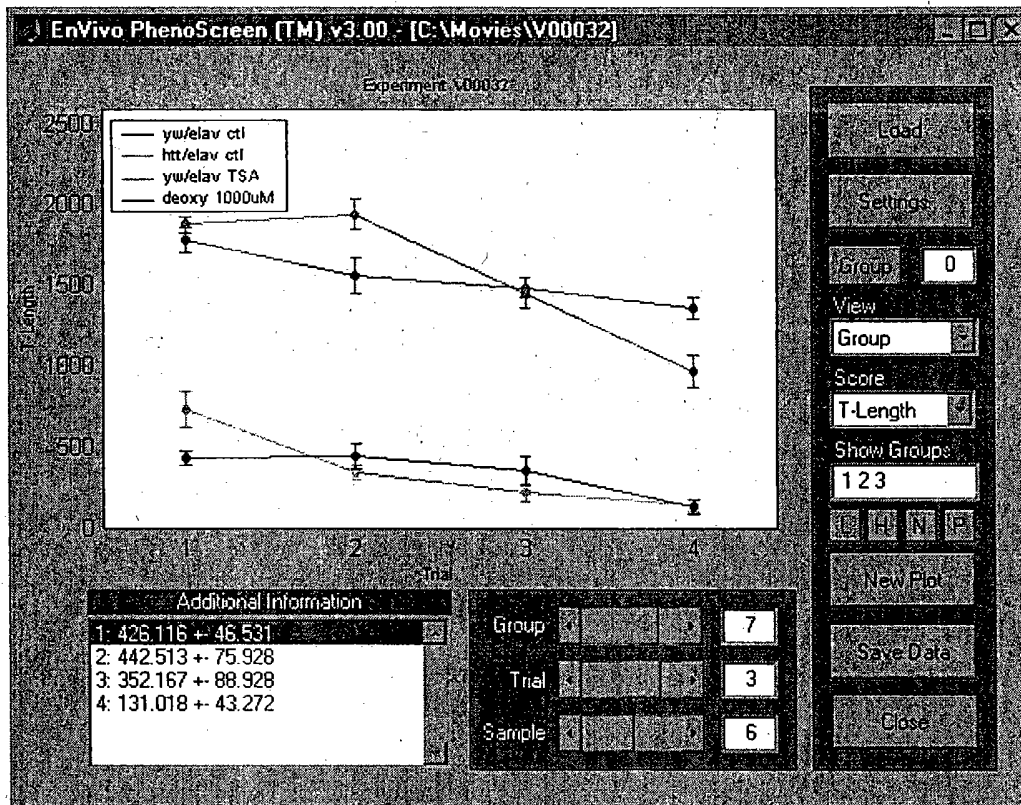 EnVivo PhenoScreen (TM) v3.00 - [C:\Movies\V00032]
Experiment V00032
2500
2000
1500
1000
500
0
T-Length
yw/elav ctl
htt/elav ctl
yw/elav TSA
deoxy 1000uM
1 2 3 4
Trial
Additional Information
1: 426.116 +- 46.531
2: 442.513 +- 75.928
3: 352.167 +- 88.928
4: 131.018 +- 43.272
Group 7
Trial 3
Sample 6
Load
Settings
Group 0
View
Group
Score
T-Length
Show Groups
1 2 3
L H N P
New Plot
Save Data
Close